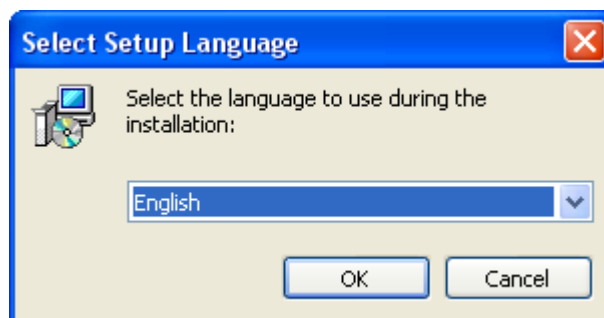 Select Setup Language
Select the language to use during the
installation:
English
OK
Cancel